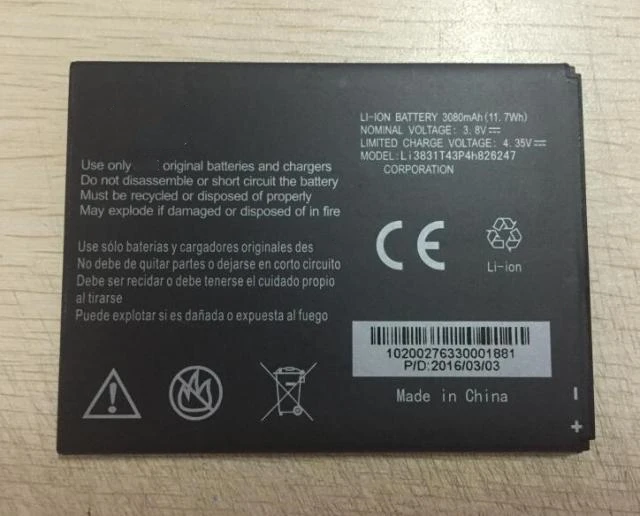 LI-ION BATTERY 3080mAh(11.7Wh)
NOMINAL VOLTAGE: 3.8V⎓
LIMITED CHARGE VOLTAGE: 4.35V⎓
MODEL:Li3831T43P4h826247
CORPORATION
Use only original batteries and chargers
Do not disassemble or short circuit the battery
Must be recycled or disposed of properly
May explode if damaged or disposed of in fire
Use sólo baterías y cargadores originales des
No debe de quitar partes o dejarse en corto circuito
Debe ser recidar o debe tenerse el cuidado propio
al tirarse
Puede explotar si es dañada o expuesta al fuego
CE
Li-ion
10200276330001881
P/D:2016/03/03
Made in China
−
+